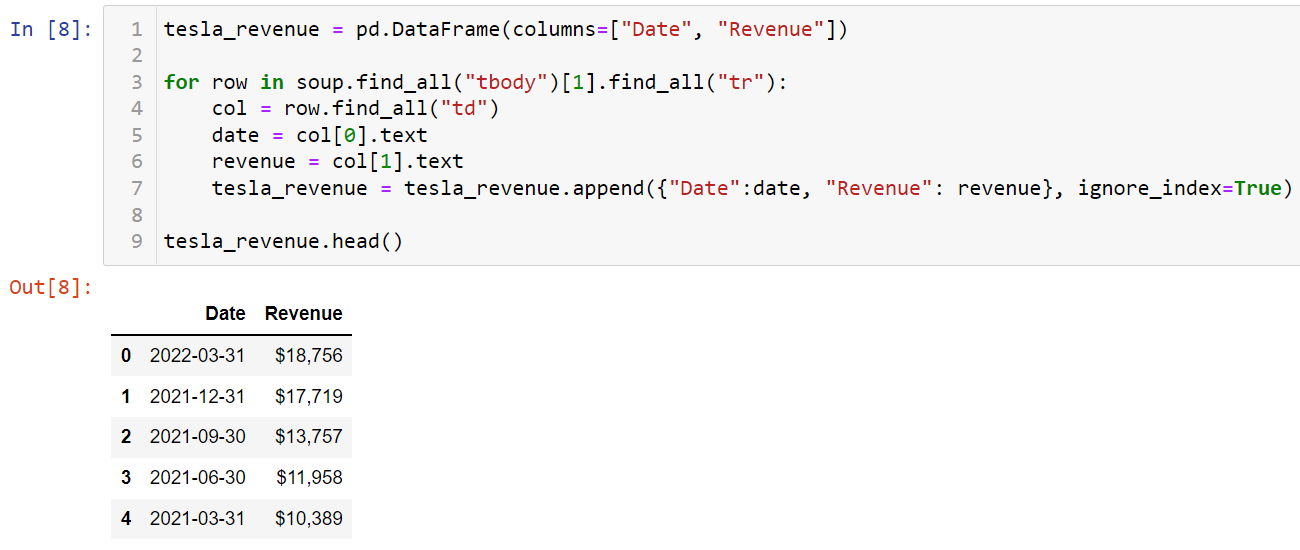 In [8]:
1 tesla_revenue = pd.DataFrame(columns=["Date", "Revenue"])
2
3 for row in soup.find_all("tbody")[1].find_all("tr"):
4     col = row.find_all("td")
5     date = col[0].text
6     revenue = col[1].text
7     tesla_revenue = tesla_revenue.append({"Date":date, "Revenue": revenue}, ignore_index=True)
8
9 tesla_revenue.head()
Out[8]:
Date Revenue
0 2022-03-31 $18,756
1 2021-12-31 $17,719
2 2021-09-30 $13,757
3 2021-06-30 $11,958
4 2021-03-31 $10,389